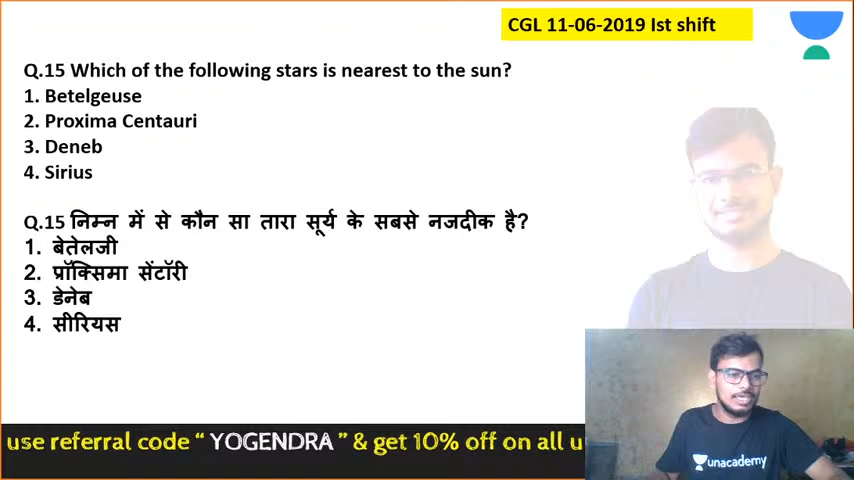 CGL 11-06-2019 Ist shift
Q.15 Which of the following stars is nearest to the sun?
1. Betelgeuse
2. Proxima Centauri
3. Deneb
4. Sirius
Q.15 निम्न में से कौन सा तारा सूर्य के सबसे नजदीक है?
1. बेतेलजी
2. प्रॉक्सिमा सेंटॉरी
3. डेनेब
4. सीरियस
use referral code “ YOGENDRA ” & get 10% off on all u
unacademy